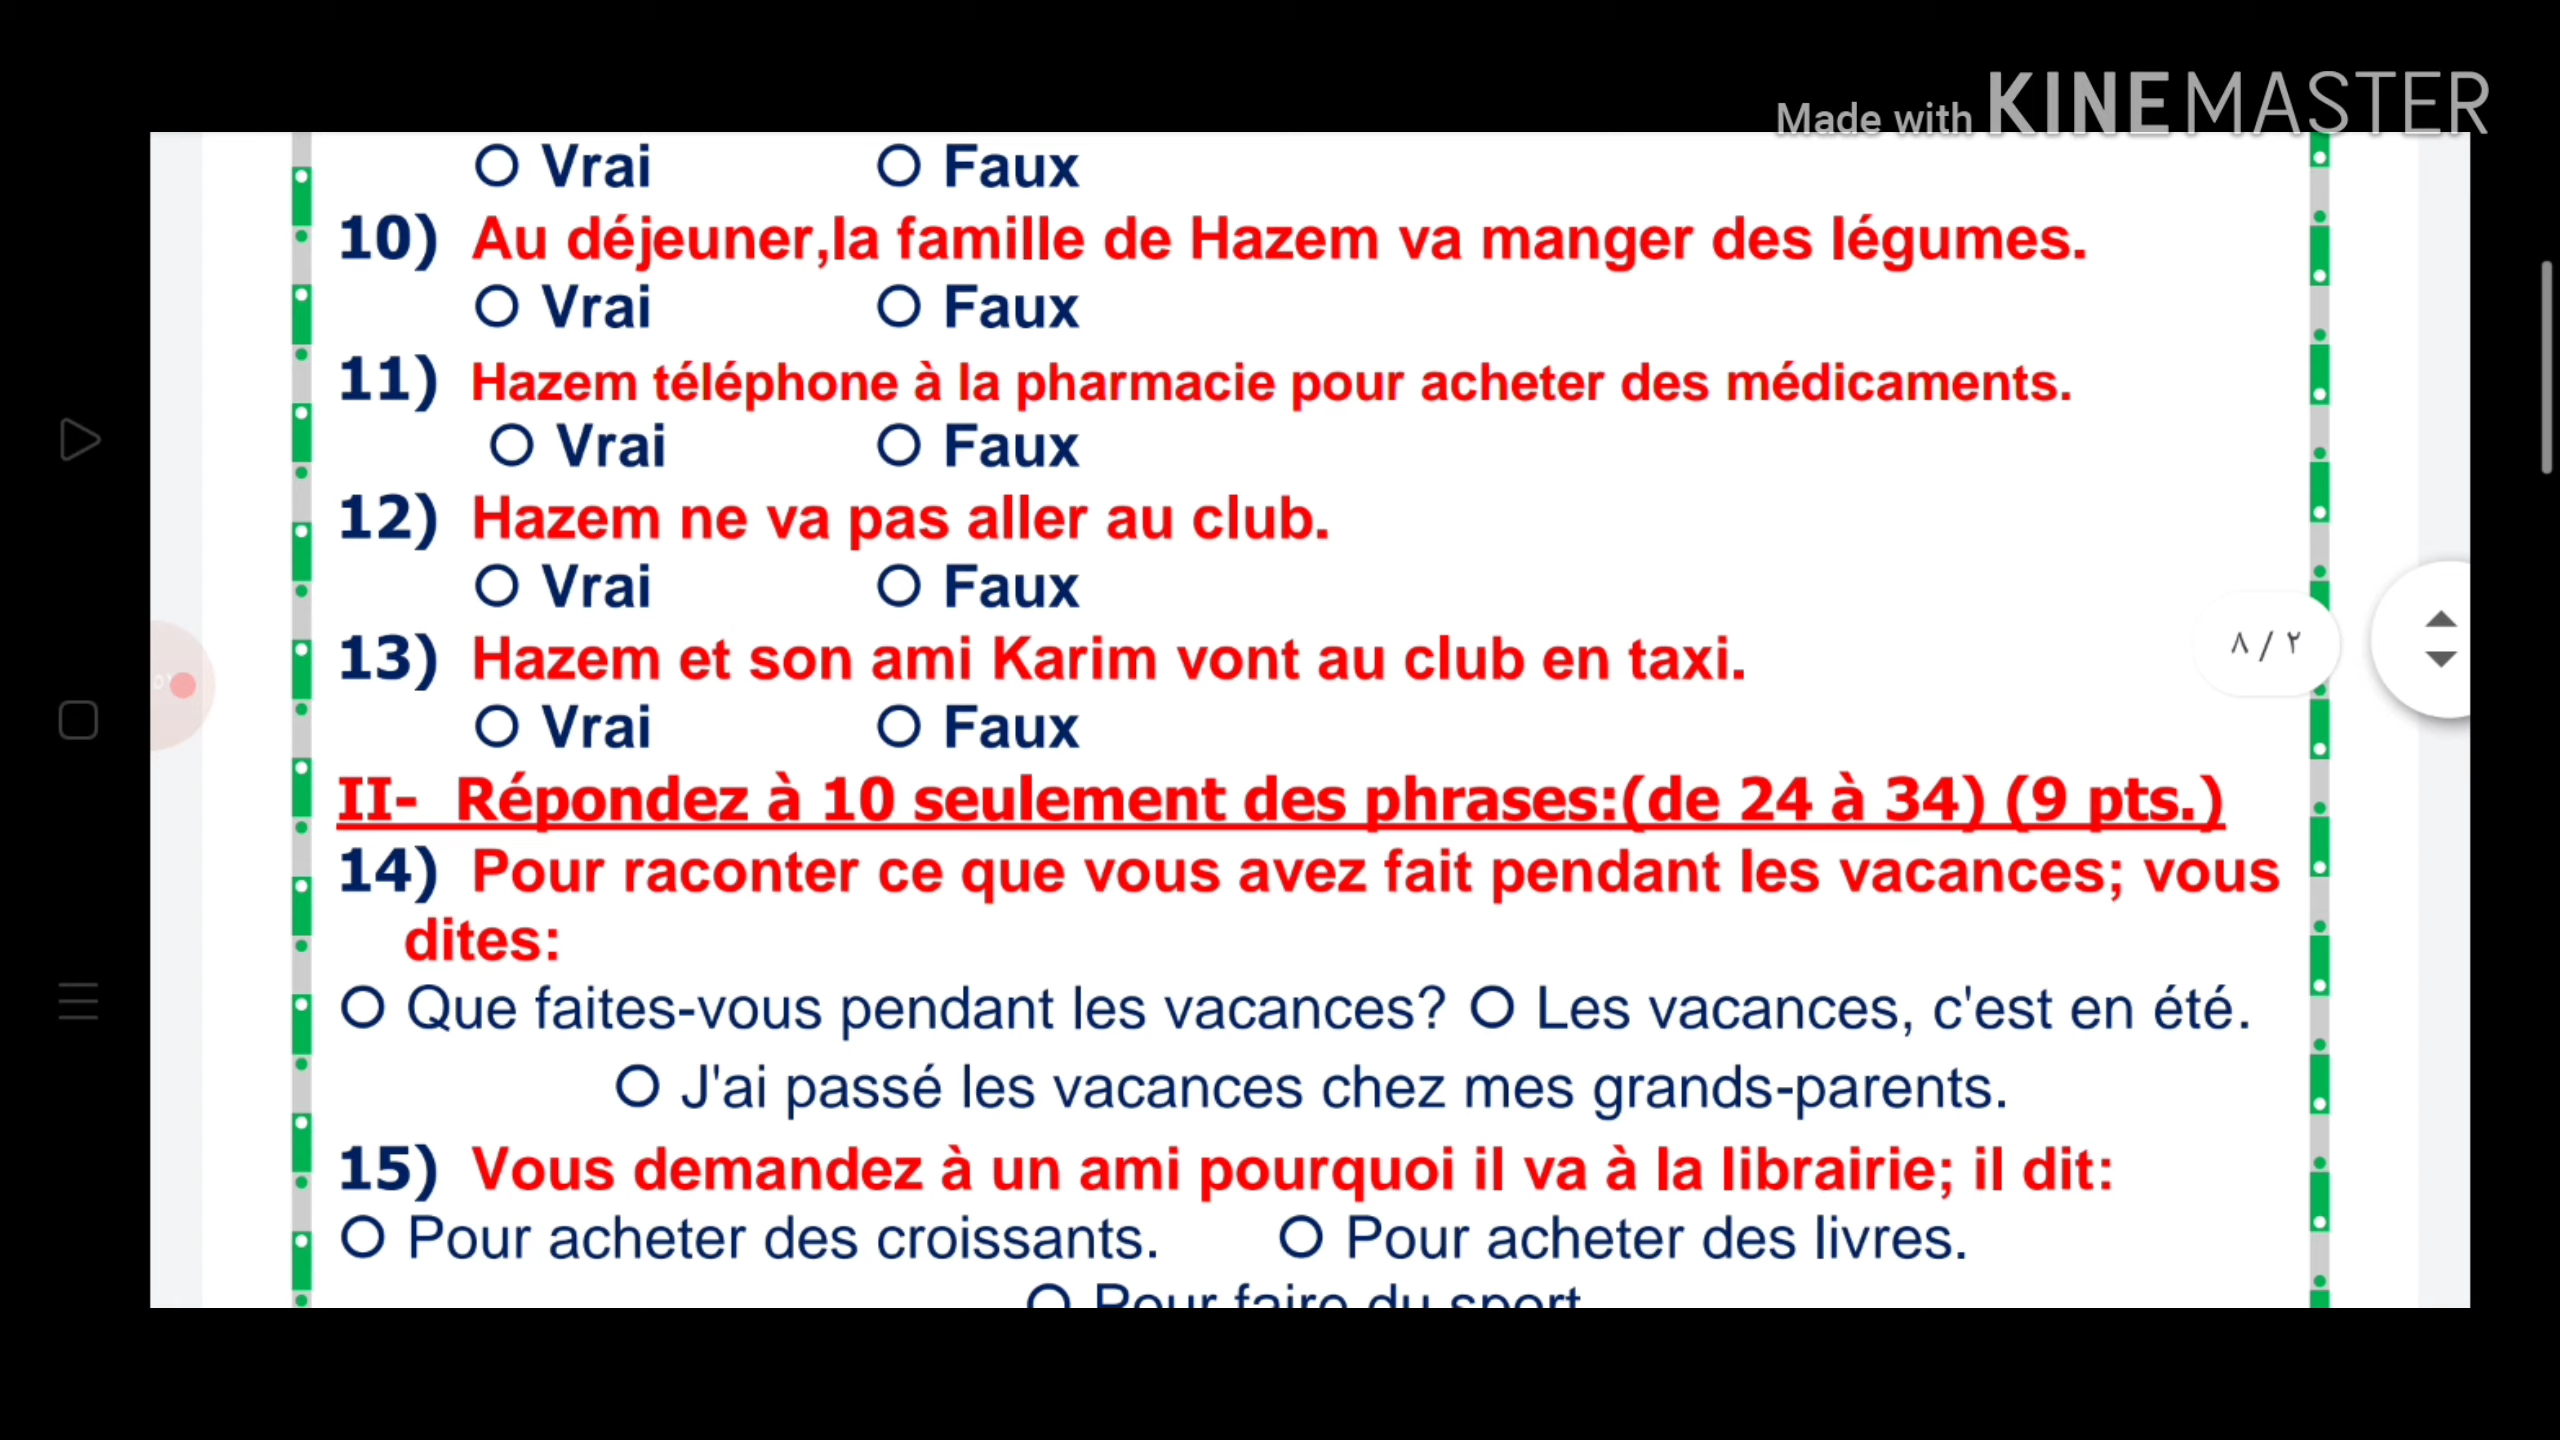 Made with KINEMASTER
O Vrai O Faux
10) Au déjeuner,la famille de Hazem va manger des légumes.
O Vrai O Faux
11) Hazem téléphone à la pharmacie pour acheter des médicaments.
O Vrai O Faux
12) Hazem ne va pas aller au club.
O Vrai O Faux
13) Hazem et son ami Karim vont au club en taxi.
O Vrai O Faux
٨ / ٢
II- Répondez à 10 seulement des phrases:(de 24 à 34) (9 pts.)
14) Pour raconter ce que vous avez fait pendant les vacances; vous
dites:
O Que faites-vous pendant les vacances? O Les vacances, c'est en été.
O J'ai passé les vacances chez mes grands-parents.
15) Vous demandez à un ami pourquoi il va à la librairie; il dit:
O Pour acheter des croissants. O Pour acheter des livres.
O Pour faire du sport